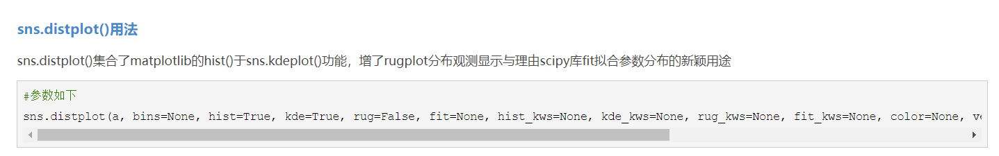 sns.distplot()用法
sns.distplot()集合了matplotlib的hist()于sns.kdeplot()功能，增了rugplot分布观测显示与理由scipy库fit拟合参数分布的新颖用途
#参数如下
sns.distplot(a, bins=None, hist=True, kde=True, rug=False, fit=None, hist_kws=None, kde_kws=None, rug_kws=None, fit_kws=None, color=None, ve